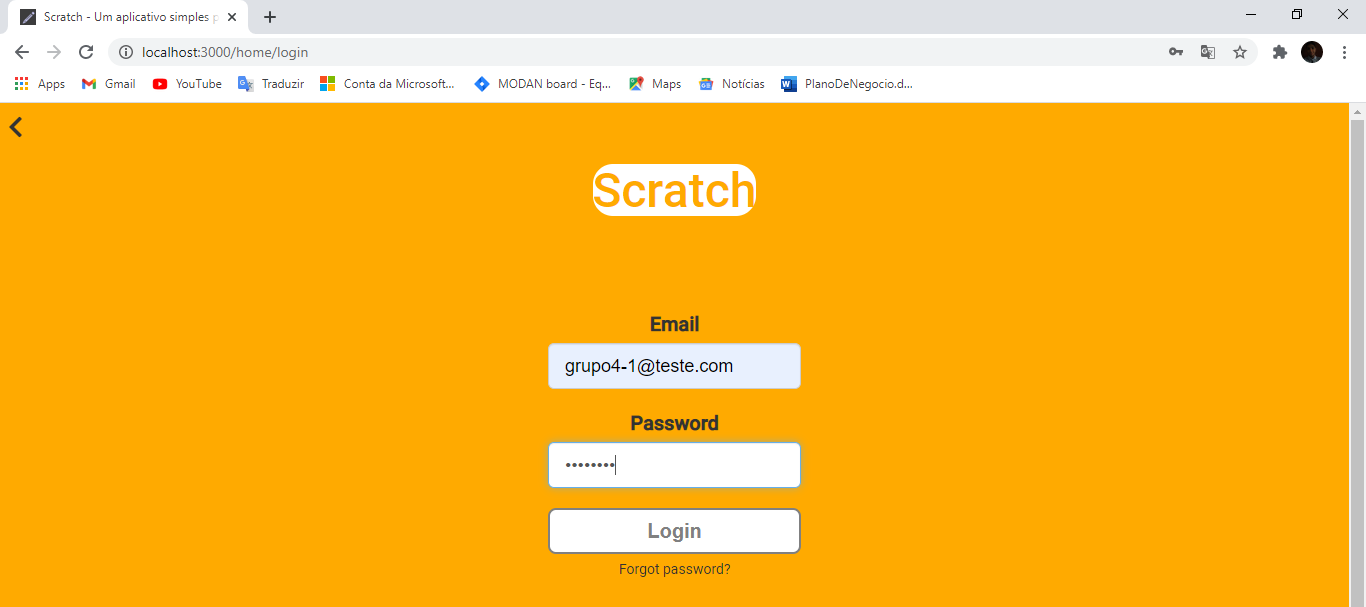 Scratch - Um aplicativo simples p
localhost:3000/home/login
Apps Gmail YouTube Traduzir Conta da Microsoft... MODAN board - Eq... Maps Notícias PlanoDeNegocio.d...
Scratch
Email
grupo4-1@teste.com
Password
••••••••
Login
Forgot password?